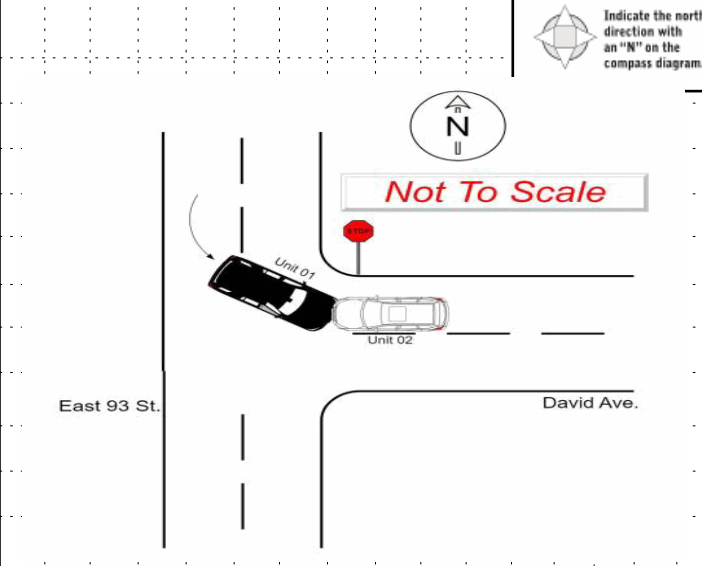 Indicate the north
direction with
an "N" on the
compass diagram.
n
N
Not To Scale
STOP
Unit 01
Unit 02
East 93 St.
David Ave.